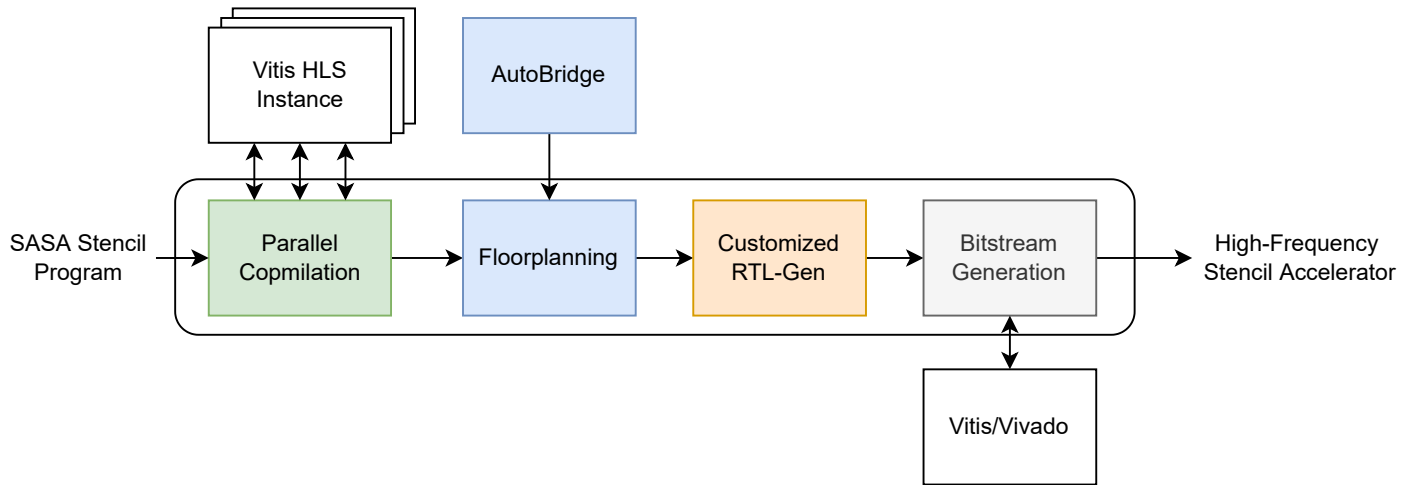 Vitis HLS
Instance
AutoBridge
SASA Stencil
Program
Parallel
Copmilation
Floorplanning
Customized
RTL-Gen
Bitstream
Generation
High-Frequency
Stencil Accelerator
Vitis/Vivado